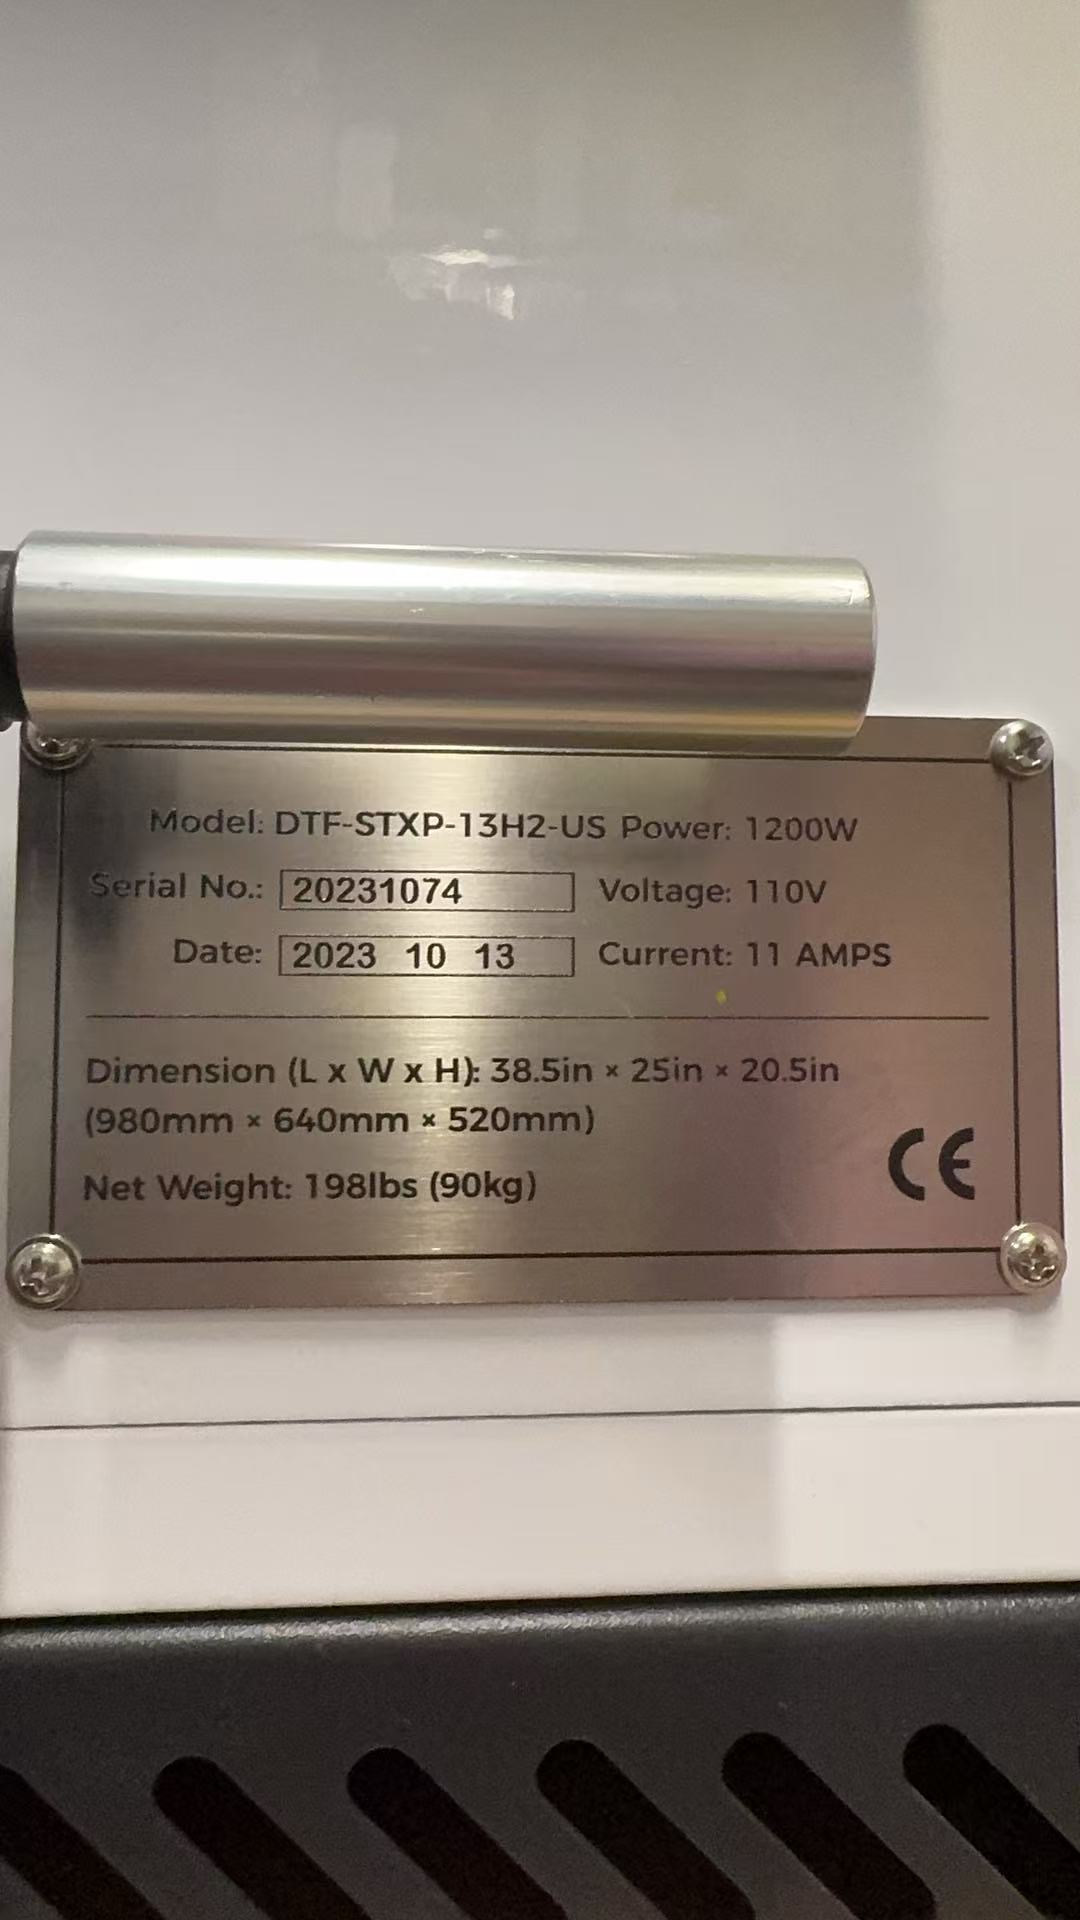 Model: DTF-STXP-13H2-US Power: 1200W
Serial No.: 20231074 Voltage: 110V
Date: 2023 10 13 Current: 11 AMPS
Dimension (L x W x H): 38.5in × 25in × 20.5in
(980mm × 640mm × 520mm)
Net Weight: 198lbs (90kg)
CE